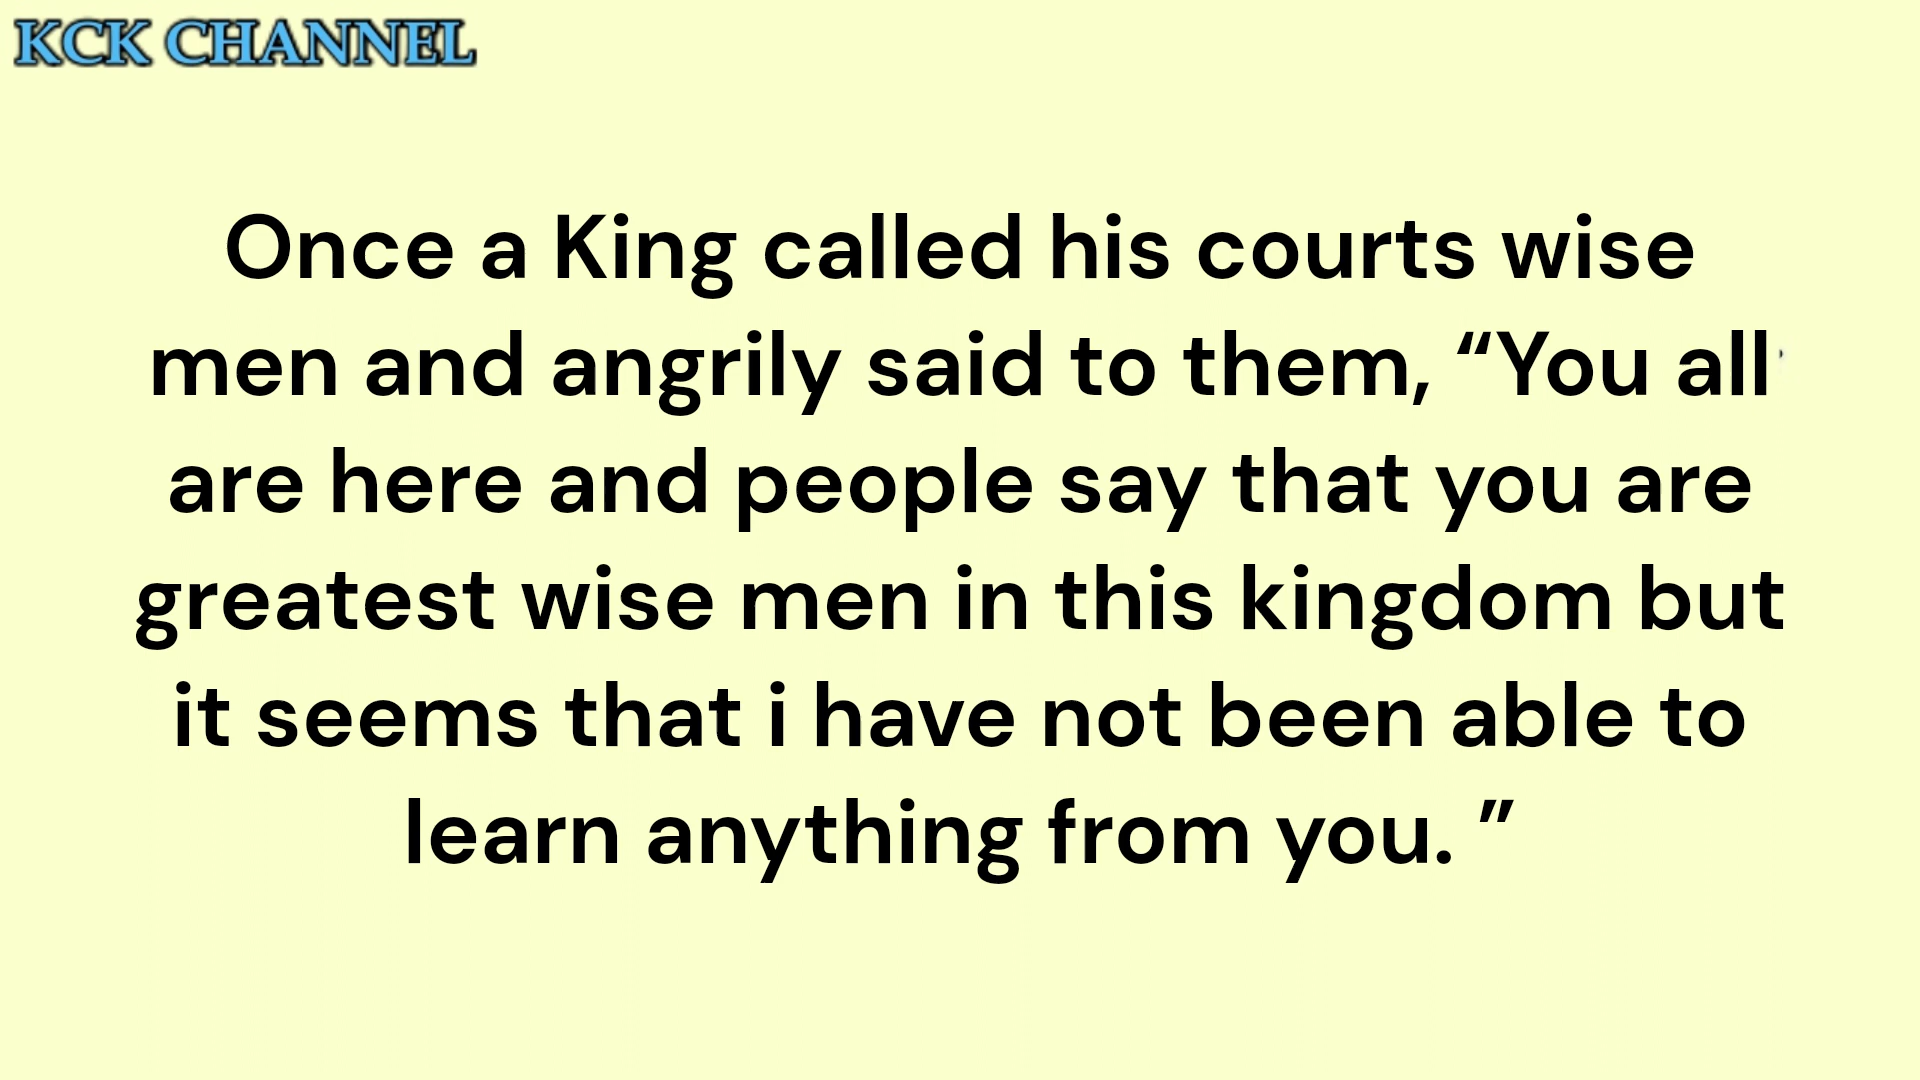 KCK CHANNEL
Once a King called his courts wise
men and angrily said to them, “You all
are here and people say that you are
greatest wise men in this kingdom but
it seems that i have not been able to
learn anything from you. ”